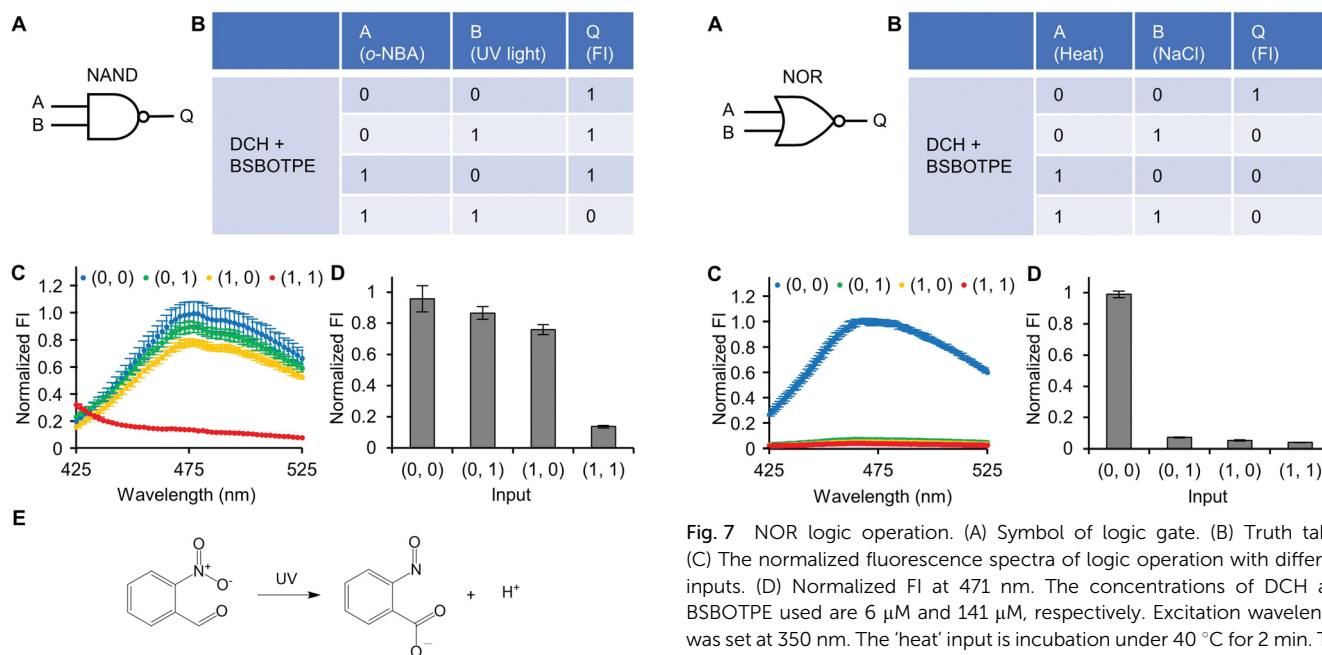 A
NAND
A
B
Q
B
A (o-NBA) B (UV light) Q (FI)
DCH + BSBOTPE
0 0 1
0 1 1
1 0 1
1 1 0
C
(0, 0) (0, 1) (1, 0) (1, 1)
Normalized FI
1.2
1.0
0.8
0.6
0.4
0.2
0
425 475 525
Wavelength (nm)
D
Normalized FI
1
0.8
0.6
0.4
0.2
0
(0, 0) (0, 1) (1, 0) (1, 1)
Input
E
O
N+
O-
O
UV
O
N
O
O−
+ H+
A
NOR
A
B
Q
B
A (Heat) B (NaCl) Q (FI)
DCH + BSBOTPE
0 0 1
0 1 0
1 0 0
1 1 0
C
(0, 0) (0, 1) (1, 0) (1, 1)
Normalized FI
1.2
1.0
0.8
0.6
0.4
0.2
0
425 475 525
Wavelength (nm)
D
Normalized FI
1
0.8
0.6
0.4
0.2
0
(0, 0) (0, 1) (1, 0) (1, 1)
Input
Fig. 7 NOR logic operation. (A) Symbol of logic gate. (B) Truth
(C) The normalized fluorescence spectra of logic operation with
inputs. (D) Normalized FI at 471 nm. The concentrations of DCH
BSBOTPE used are 6 μM and 141 μM, respectively. Excitation
was set at 350 nm. The 'heat' input is incubation under 40 °C for 2 min.